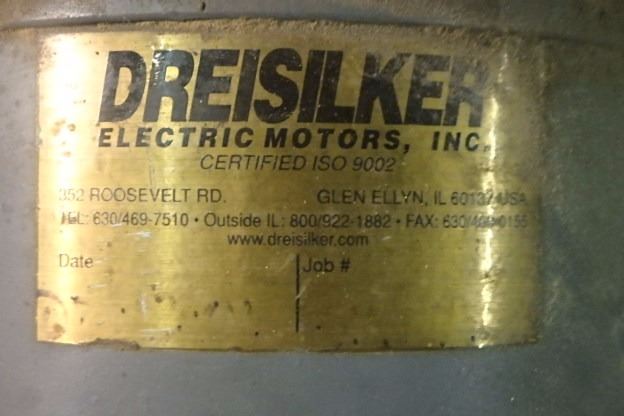 DREISILKER
ELECTRIC MOTORS, INC.
CERTIFIED ISO 9002
352 ROOSEVELT RD. GLEN ELLYN, IL 60137 USA
TEL: 630/469-7510 • Outside IL: 800/922-1882 • FAX:
www.dreisilker.com
Date Job #